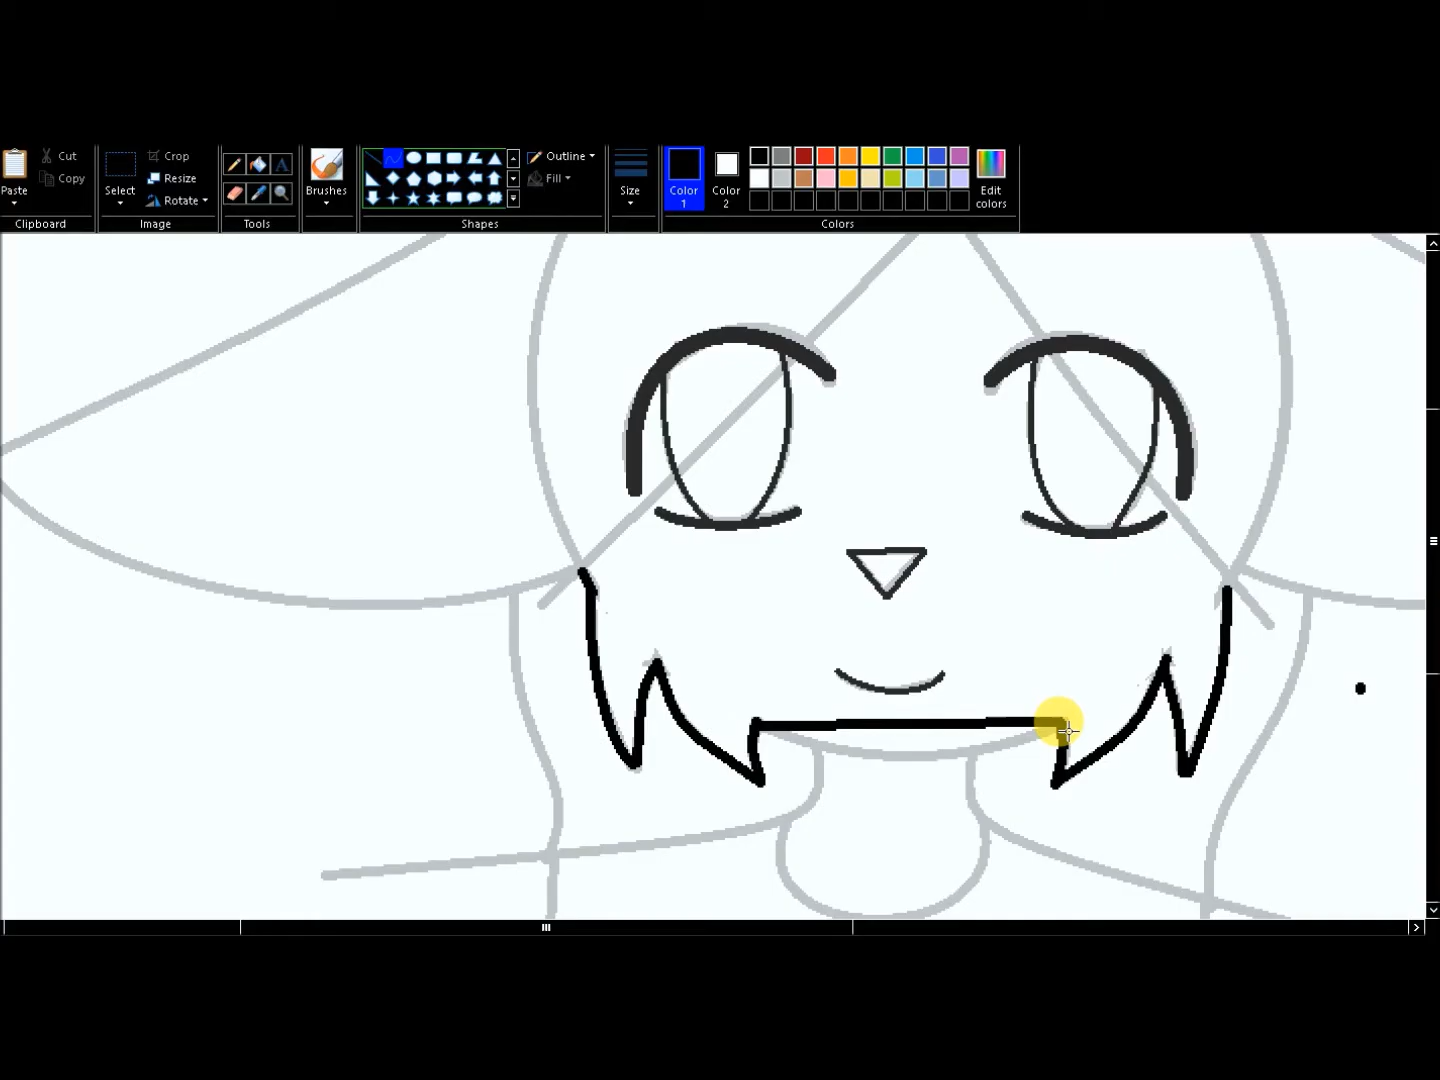 Paste
Cut
Copy
Clipboard
Select
Crop
Resize
Rotate
Image
A
Tools
Brushes
Outline
Fill
Shapes
Size
Color
1
Color
2
Edit
colors
Colors